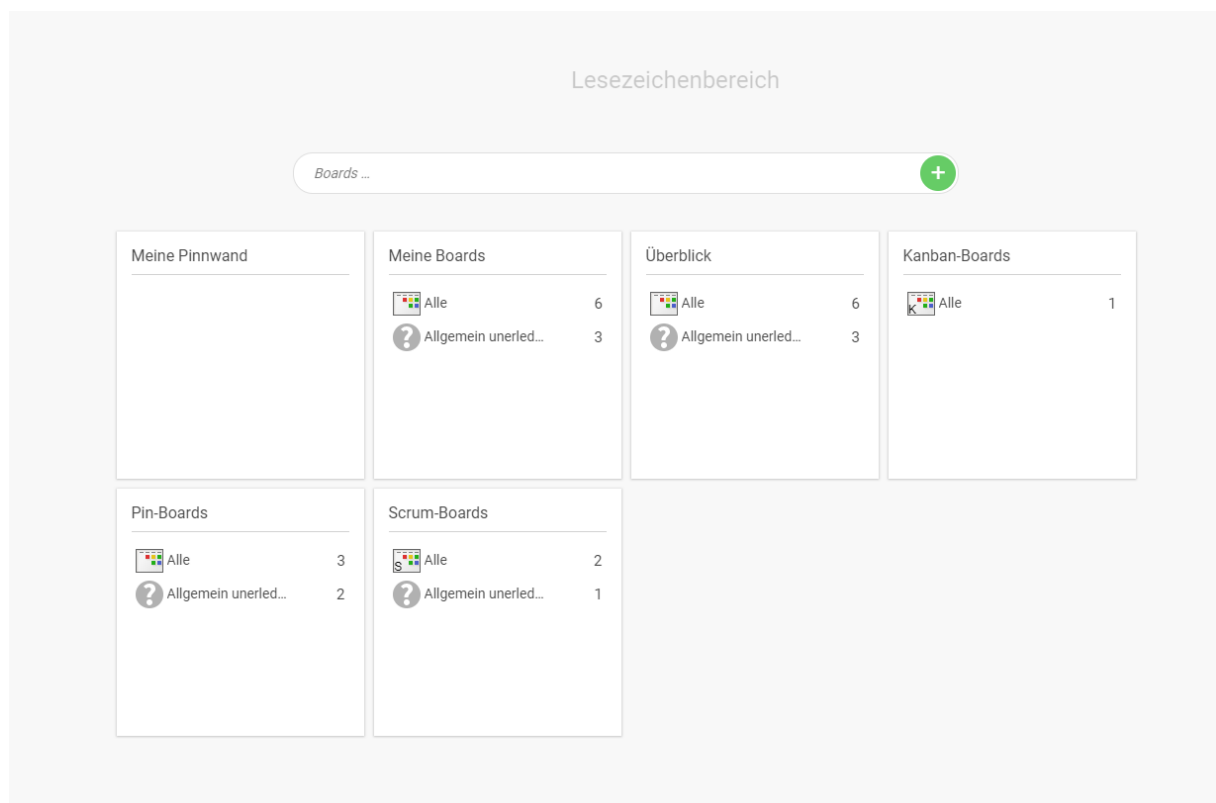 Lesezeichenbereich
Boards ...
Meine Pinnwand
Meine Boards
Alle 6
Allgemein unerled... 3
Überblick
Alle 6
Allgemein unerled... 3
Kanban-Boards
K Alle 1
Pin-Boards
Alle 3
Allgemein unerled... 2
Scrum-Boards
S Alle 2
Allgemein unerled... 1